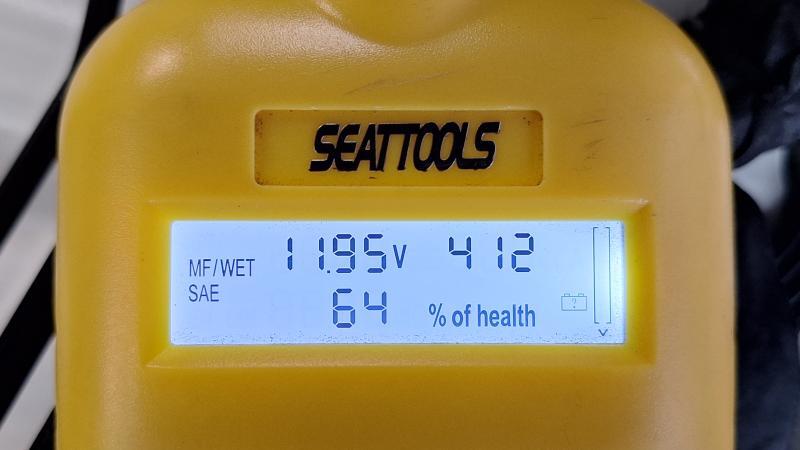 SEATTOOLS
MF/WET 11.95V 412
SAE 64 % of health
?